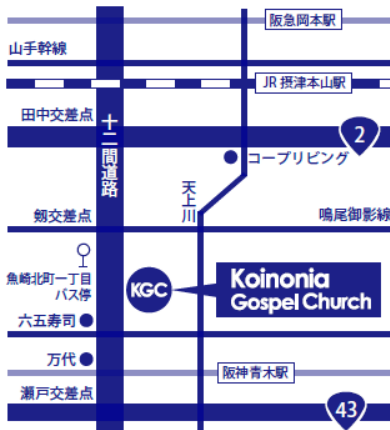 阪急岡本駅
山手幹線
JR 摂津本山駅
田中交差点
2
十二間道路
コープリビング
天上川
剱交差点
鳴尾御影線
魚崎北町一丁目
バス停
KGC
Koinonia
Gospel Church
六五寿司
万代
阪神青木駅
瀬戸交差点
43